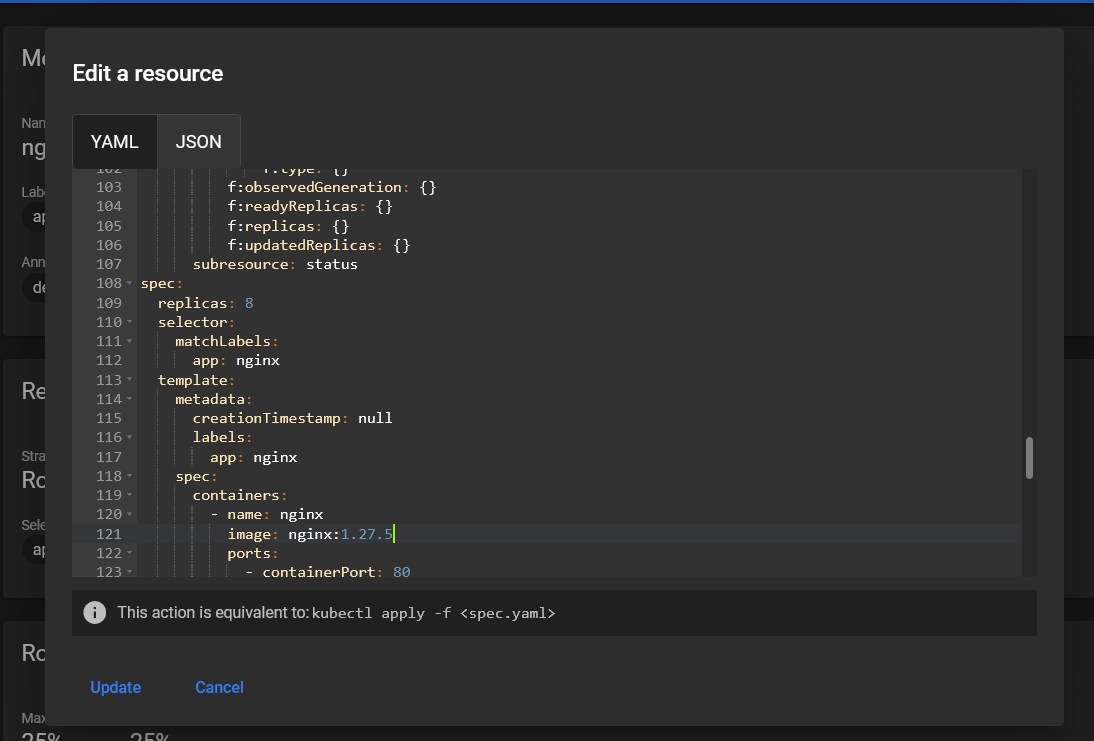 Me
Edit a resource
Nam
ng
YAML
JSON
102 f:type: {}
103 f:observedGeneration: {}
Lab
104 f:readyReplicas: {}
ap
105 f:replicas: {}
106 f:updatedReplicas: {}
Ann
107 subresource: status
de
108 spec:
109 replicas: 8
110 selector:
111 matchLabels:
112 app: nginx
113 template:
Re
114 metadata:
115 creationTimestamp: null
116 labels:
Stra
117 app: nginx
Ro
118 spec:
119 containers:
120 - name: nginx
Sele
121 image: nginx:1.27.5
ap
122 ports:
123 - containerPort: 80
This action is equivalent to: kubectl apply -f <spec.yaml>
Ro
Update
Cancel
Max
25%
25%